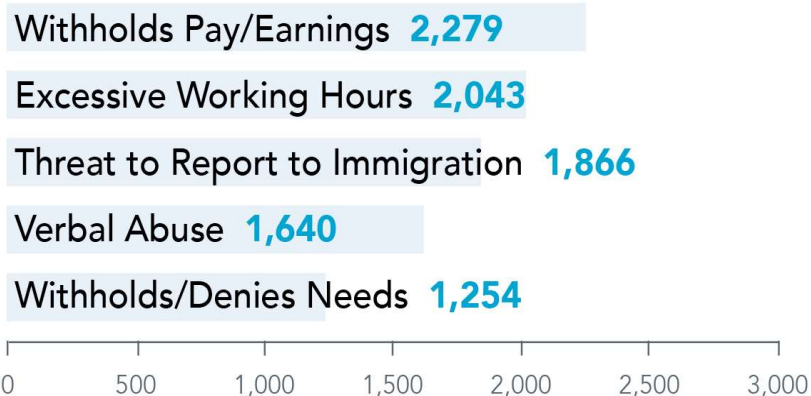 Withholds Pay/Earnings 2,279
Excessive Working Hours 2,043
Threat to Report to Immigration 1,866
Verbal Abuse 1,640
Withholds/Denies Needs 1,254
0 500 1,000 1,500 2,000 2,500 3,000